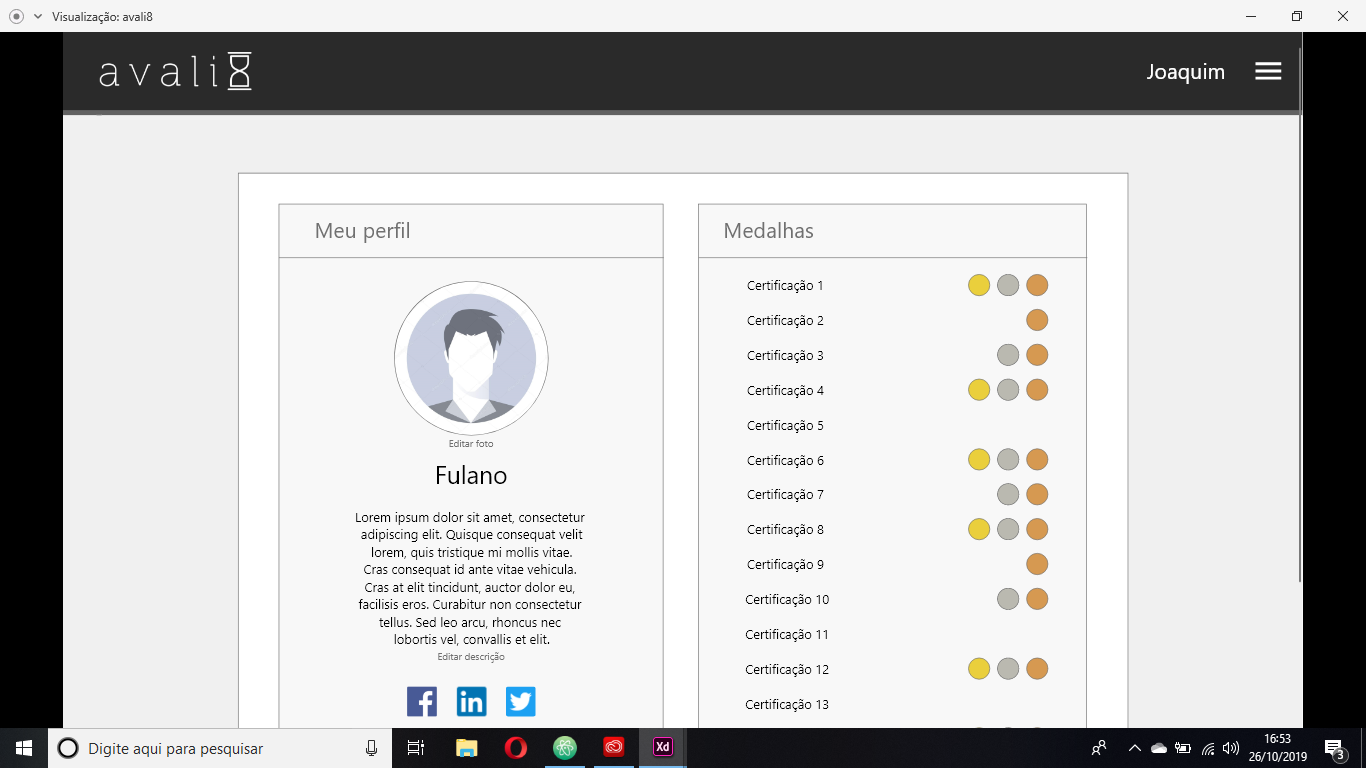 Visualização: avali8
avali8
Joaquim
Meu perfil
Editar foto
Fulano
Lorem ipsum dolor sit amet, consectetur
adipiscing elit. Quisque consequat velit
lorem, quis tristique mi mollis vitae.
Cras consequat id ante vitae vehicula.
Cras at elit tincidunt, auctor dolor eu,
facilisis eros. Curabitur non consectetur
tellus. Sed leo arcu, rhoncus nec
lobortis vel, convallis et elit.
Editar descrição
f
in
Medalhas
Certificação 1
Certificação 2
Certificação 3
Certificação 4
Certificação 5
Certificação 6
Certificação 7
Certificação 8
Certificação 9
Certificação 10
Certificação 11
Certificação 12
Certificação 13
Digite aqui para pesquisar
Xd
16:53
26/10/2019
3